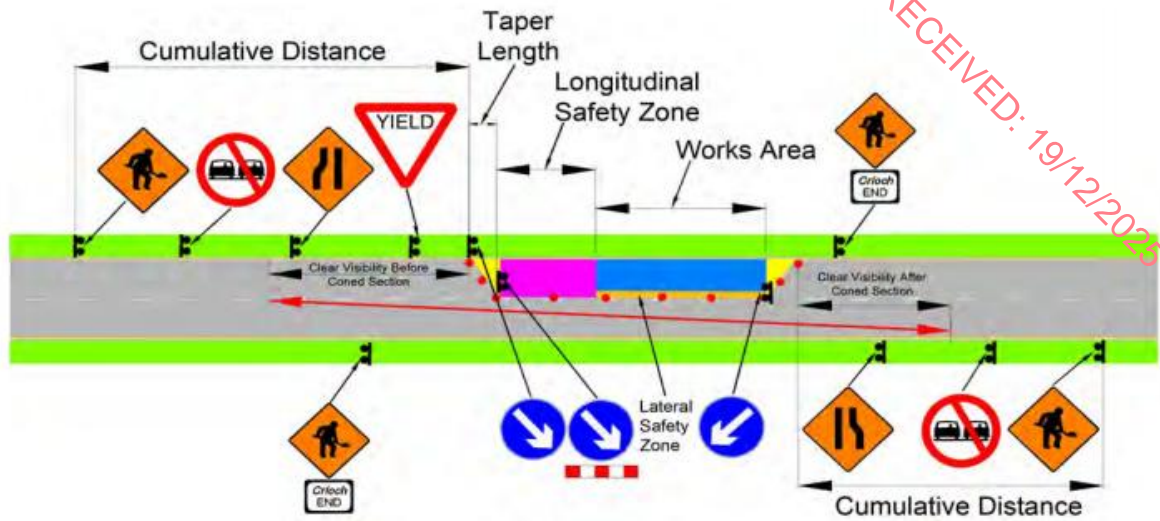 RECEIVED: 19/12/2025
Taper
Length
Cumulative Distance
Longitudinal
Safety Zone
YIELD
Works Area
Críoch
END
Clear Visibility Before
Coned Section
Clear Visibility After
Coned Section
Lateral
Safety
Zone
Críoch
END
Cumulative Distance